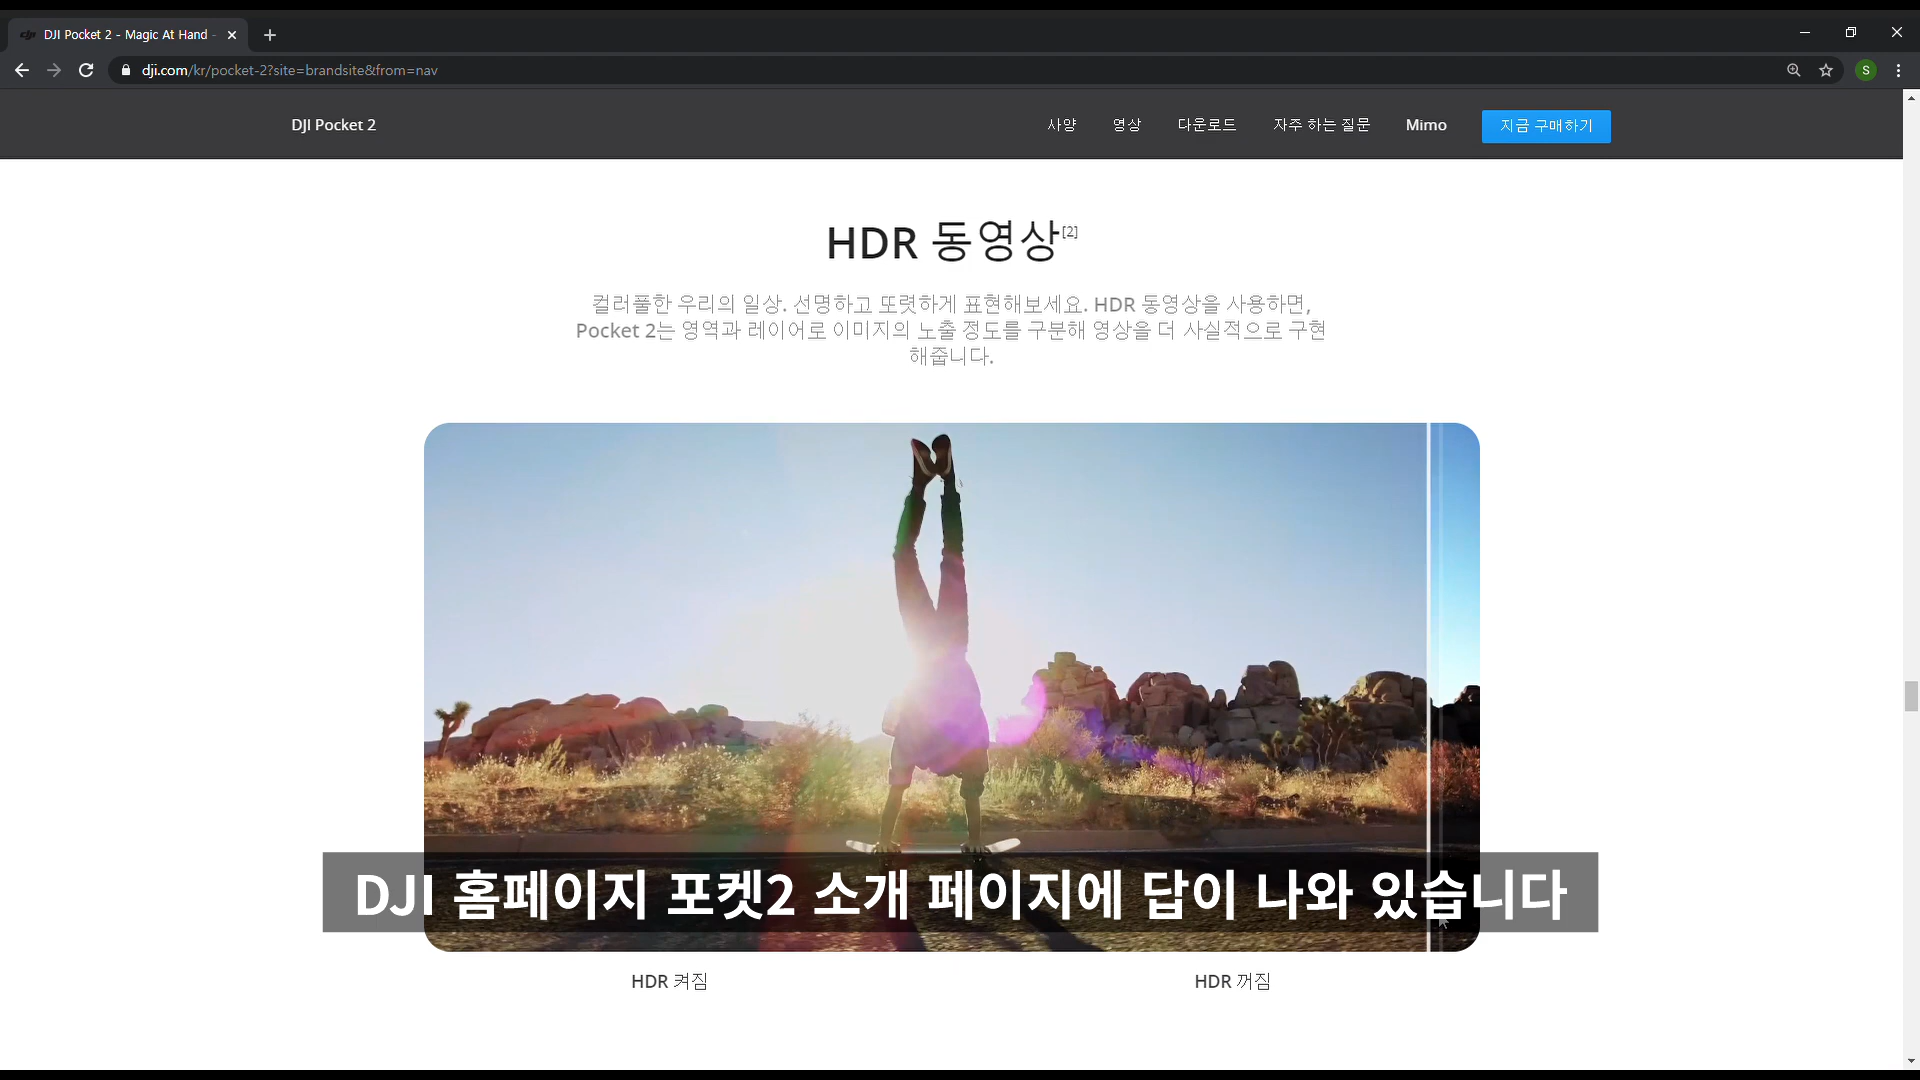 DJI Pocket 2 - Magic At Hand -
dji.com/kr/pocket-2?site=brandsite&from=nav
S
DJI Pocket 2
사양
영상
다운로드
자주 하는 질문
Mimo
지금 구매하기
HDR 동영상[2]
컬러풀한 우리의 일상. 선명하고 또렷하게 표현해보세요. HDR 동영상을 사용하면,
Pocket 2는 영역과 레이어로 이미지의 노출 정도를 구분해 영상을 더 사실적으로 구현
해줍니다.
DJI 홈페이지 포켓2 소개 페이지에 답이 나와 있습니다
HDR 켜짐
HDR 꺼짐